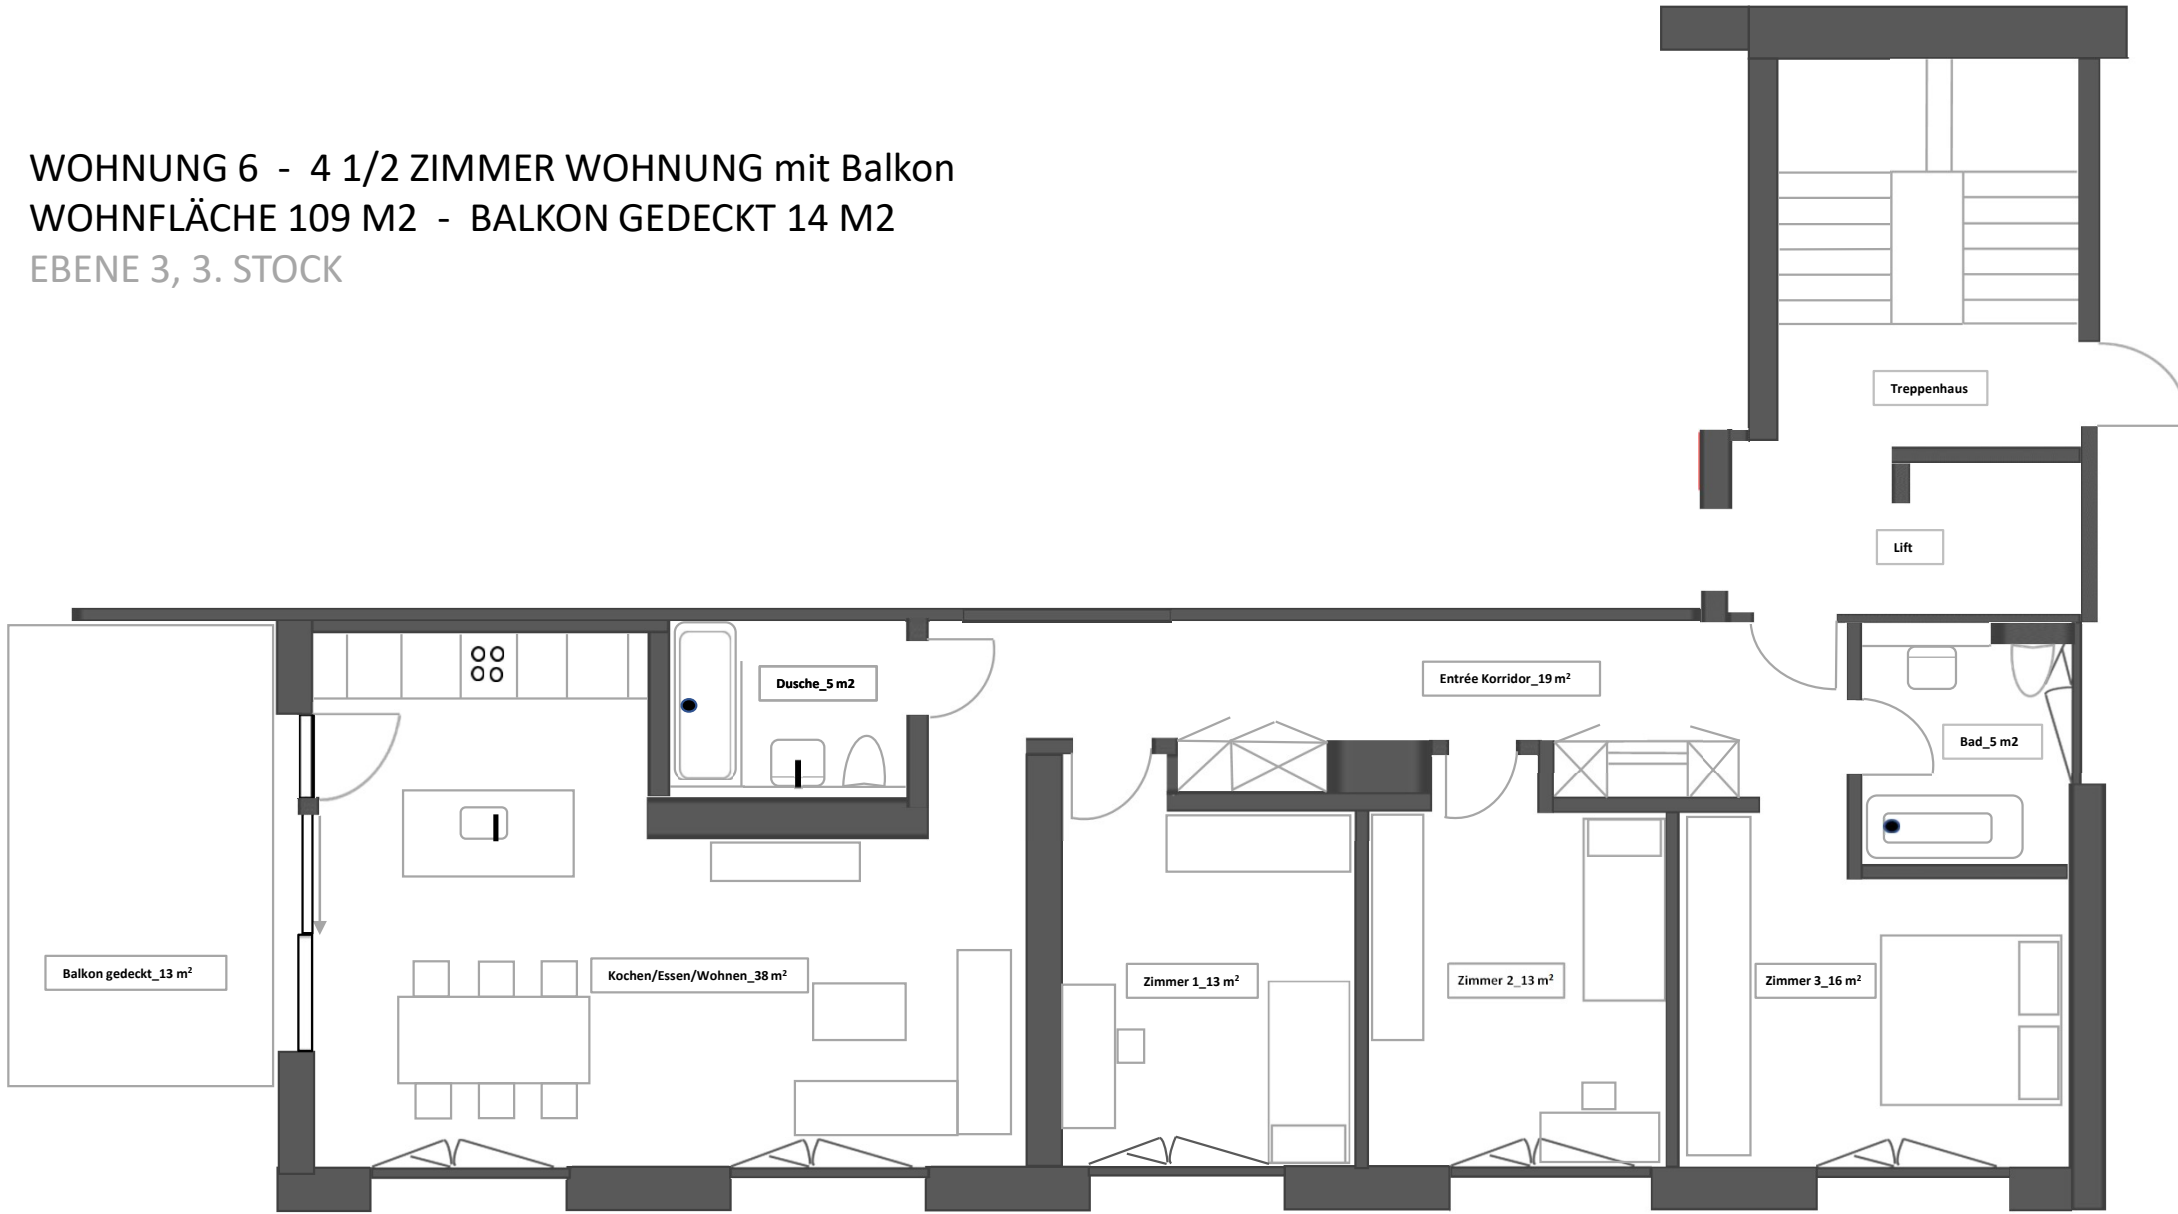 WOHNUNG 6 - 4 1/2 ZIMMER WOHNUNG mit Balkon
WOHNFLÄCHE 109 M2 - BALKON GEDECKT 14 M2
EBENE 3, 3. STOCK
Treppenhaus
Lift
Dusche_5 m2
Entrée Korridor_19 m²
Bad_5 m2
Balkon gedeckt_13 m²
Kochen/Essen/Wohnen_38 m²
Zimmer 1_13 m²
Zimmer 2_13 m²
Zimmer 3_16 m²